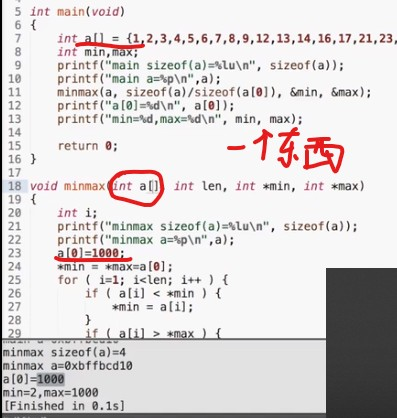 5 int main(void)
6 {
7 int a[] = {1,2,3,4,5,6,7,8,9,12,13,14,16,17,21,23,
8 int min,max;
9 printf("main sizeof(a)=%lu\n", sizeof(a));
10 printf("main a=%p\n",a);
11 minmax(a, sizeof(a)/sizeof(a[0]), &min, &max);
12 printf("a[0]=%d\n", a[0]);
13 printf("min=%d,max=%d\n", min, max);
14
15 return 0;
16 }
一个东西
17
18 void minmax(int a[], int len, int *min, int *max)
19 {
20 int i;
21 printf("minmax sizeof(a)=%lu\n", sizeof(a));
22 printf("minmax a=%p\n",a);
23 a[0]=1000;
24 *min = *max=a[0];
25 for ( i=1; i<len; i++ ) {
26 if ( a[i] < *min ) {
27 *min = a[i];
28 }
29 if ( a[i] > *max ) {
main a=0xbffbcd10
minmax sizeof(a)=4
minmax a=0xbffbcd10
a[0]=1000
min=2,max=1000
[Finished in 0.1s]